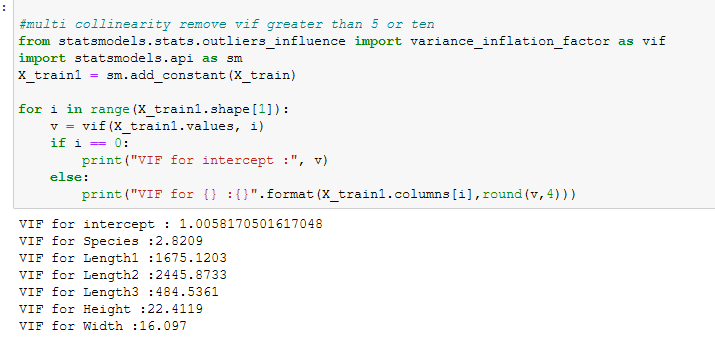 :
#multi collinearity remove vif greater than 5 or ten
from statsmodels.stats.outliers_influence import variance_inflation_factor as vif
import statsmodels.api as sm
X_train1 = sm.add_constant(X_train)
for i in range(X_train1.shape[1]):
    v = vif(X_train1.values, i)
    if i == 0:
        print("VIF for intercept :", v)
    else:
        print("VIF for {} :{}".format(X_train1.columns[i],round(v,4)))
VIF for intercept : 1.0058170501617048
VIF for Species :2.8209
VIF for Length1 :1675.1203
VIF for Length2 :2445.8733
VIF for Length3 :484.5361
VIF for Height :22.4119
VIF for Width :16.097